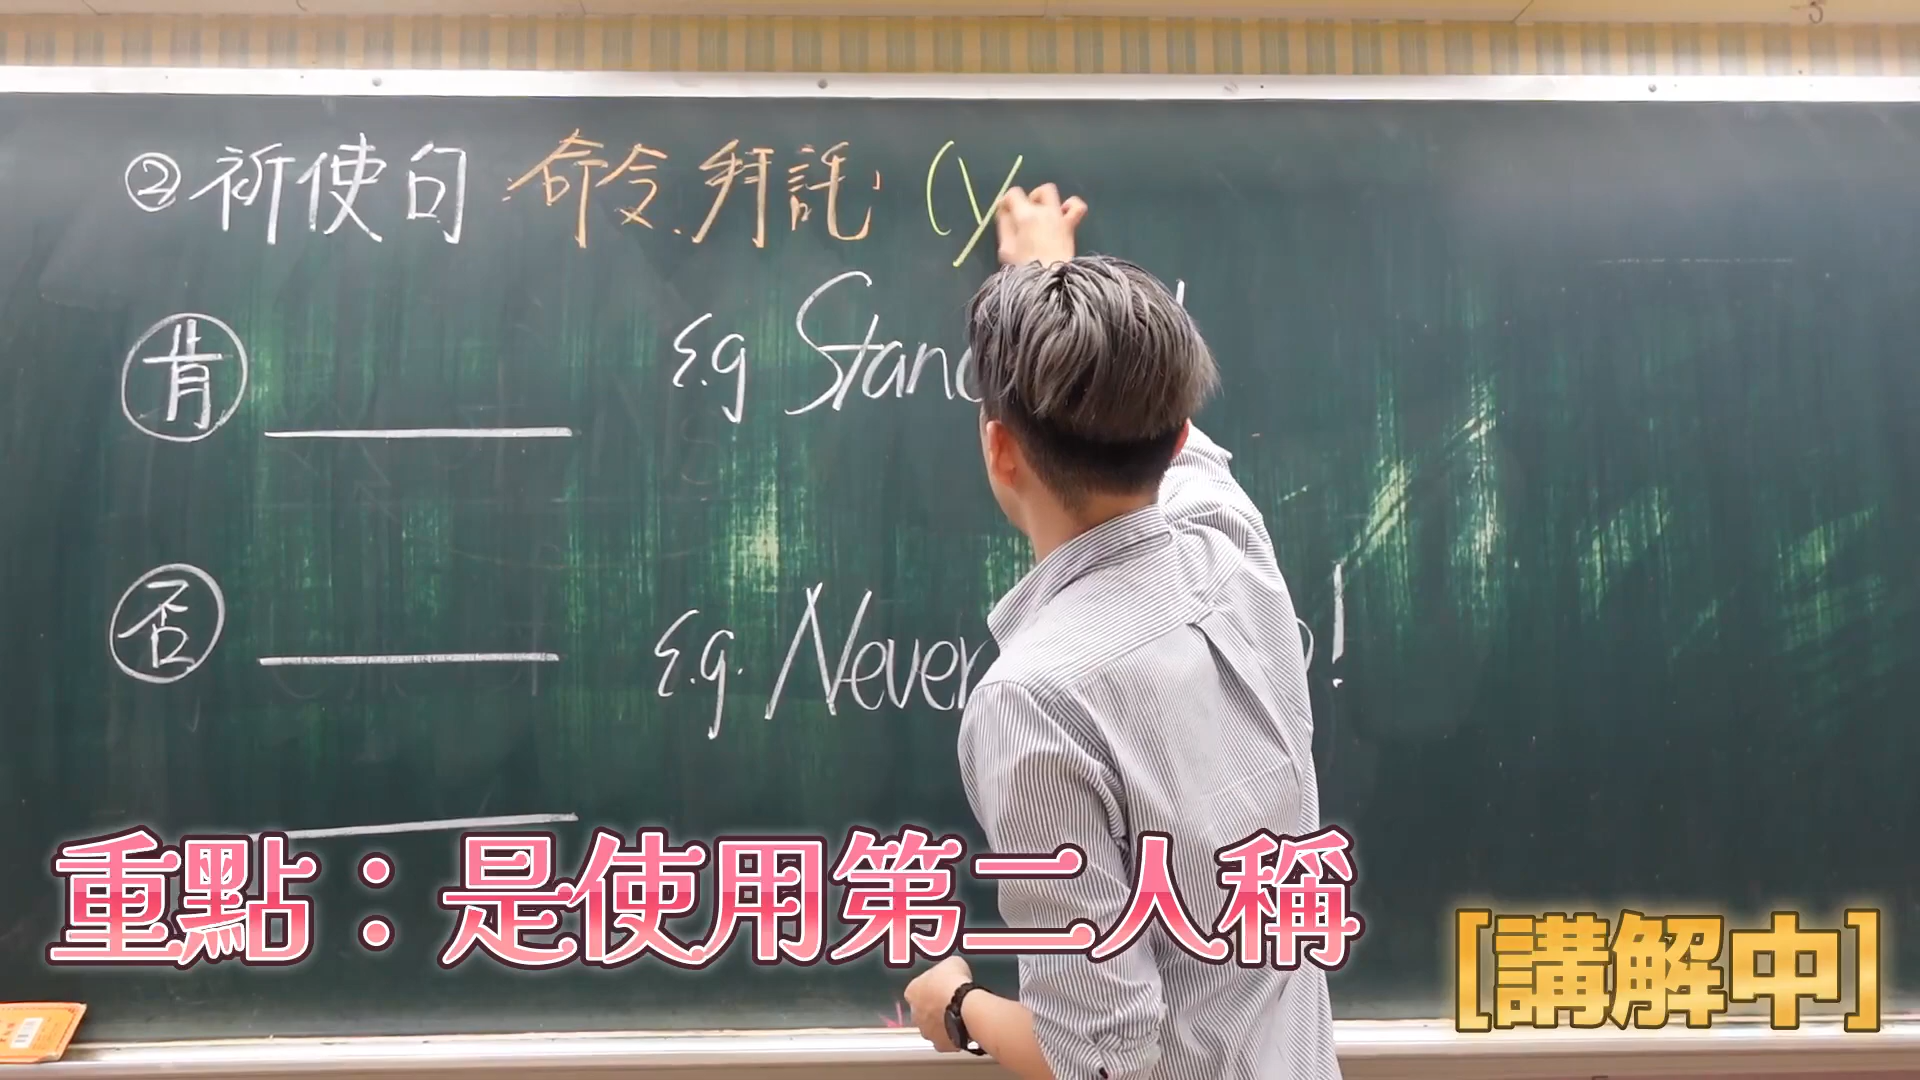 ②祈使句:命令、拜託 (y
肯 e.g Stand
否 e.g. Never !
重點：是使用第二人稱
[講解中]